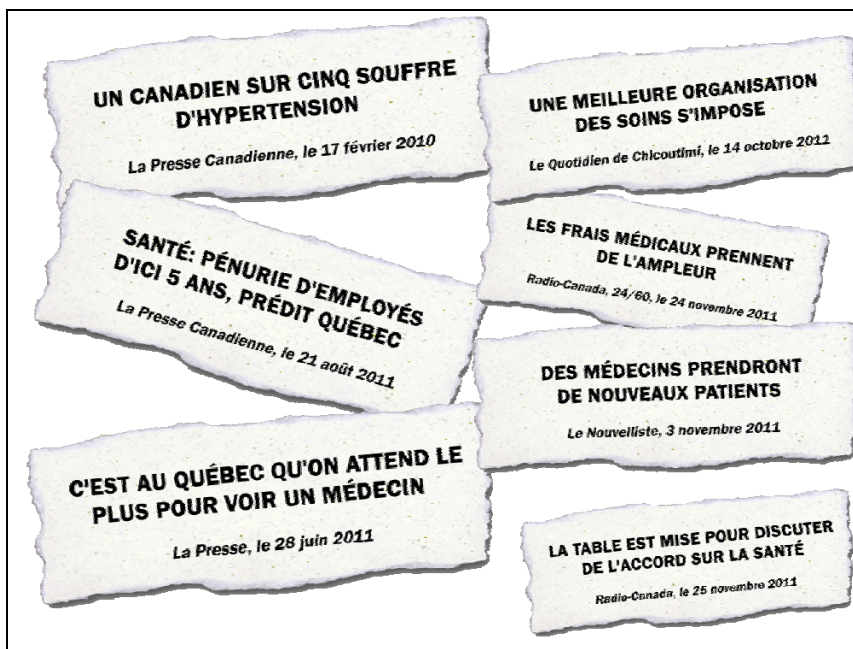 UN CANADIEN SUR CINQ SOUFFRE
D'HYPERTENSION
La Presse Canadienne, le 17 février 2010
SANTÉ: PÉNURIE D'EMPLOYÉS
D'ICI 5 ANS, PRÉDIT QUÉBEC
La Presse Canadienne, le 21 août 2011
C'EST AU QUÉBEC QU'ON ATTEND LE
PLUS POUR VOIR UN MÉDECIN
La Presse, le 28 juin 2011
UNE MEILLEURE ORGANISATION
DES SOINS S'IMPOSE
Le Quotidien de Chicoutimi, le 14 octobre 2011
LES FRAIS MÉDICAUX PRENNENT
DE L'AMPLEUR
Radio-Canada, 24/60, le 24 novembre 2011
DES MÉDECINS PRENDRONT
DE NOUVEAUX PATIENTS
Le Nouvelliste, 3 novembre 2011
LA TABLE EST MISE POUR DISCUTER
DE L'ACCORD SUR LA SANTÉ
Radio-Canada, le 25 novembre 2011